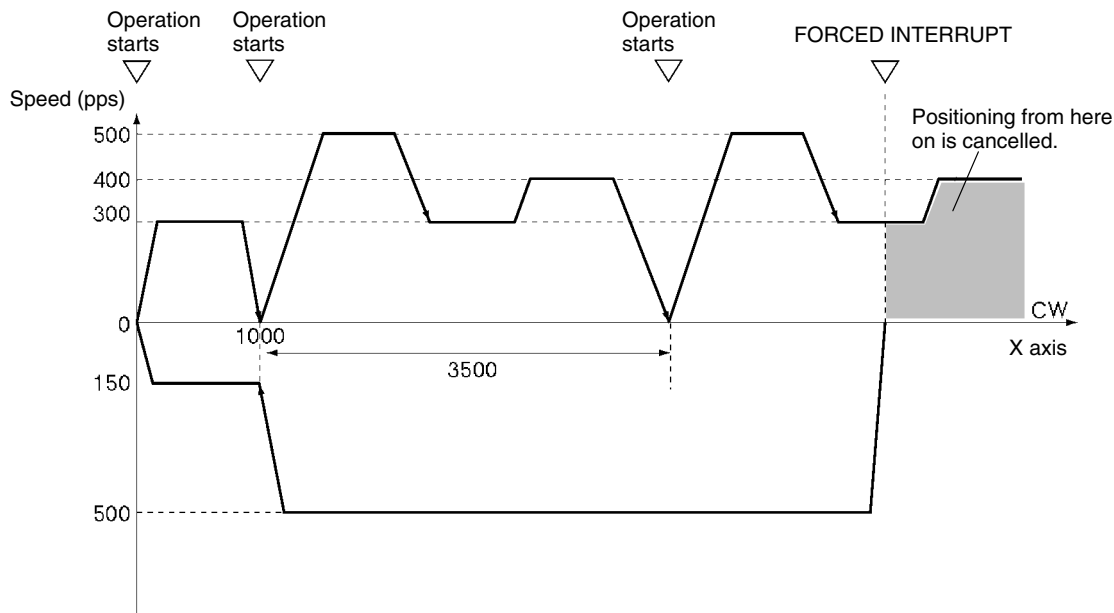 Operation
starts
Operation
starts
Operation
starts
FORCED INTERRUPT
Speed (pps)
Positioning from here
on is cancelled.
500
400
300
0
1000
CW
X axis
3500
150
500